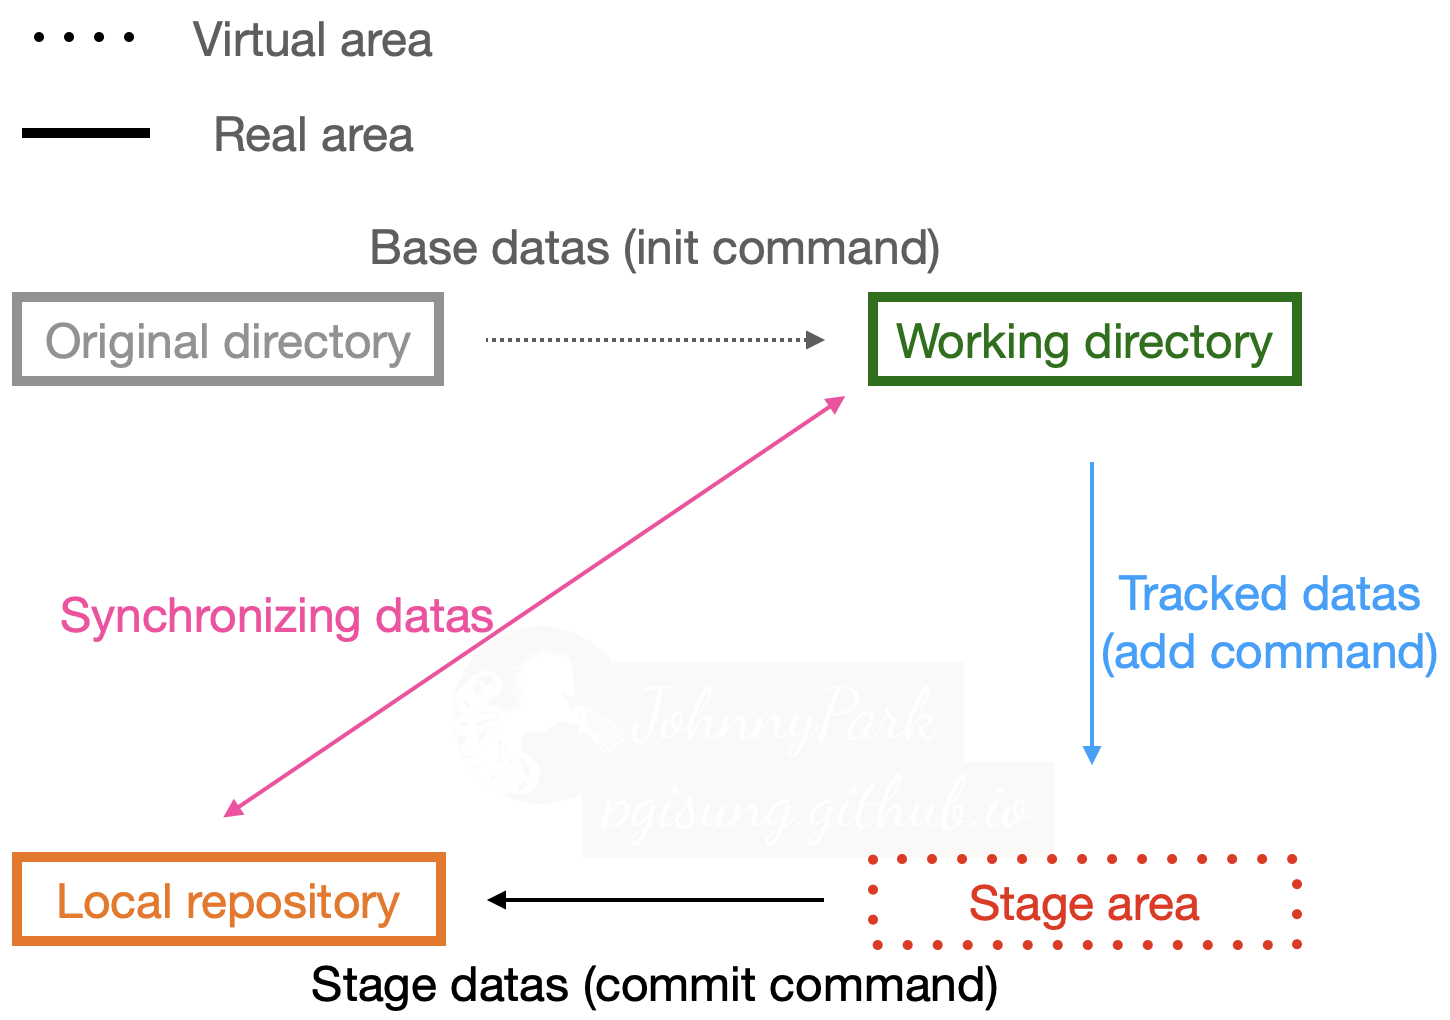 Virtual area
Real area
Base datas (init command)
Original directory
Working directory
Synchronizing datas
Tracked datas
(add command)
JohnnyPark
pgisung.github.io
Local repository
Stage area
Stage datas (commit command)